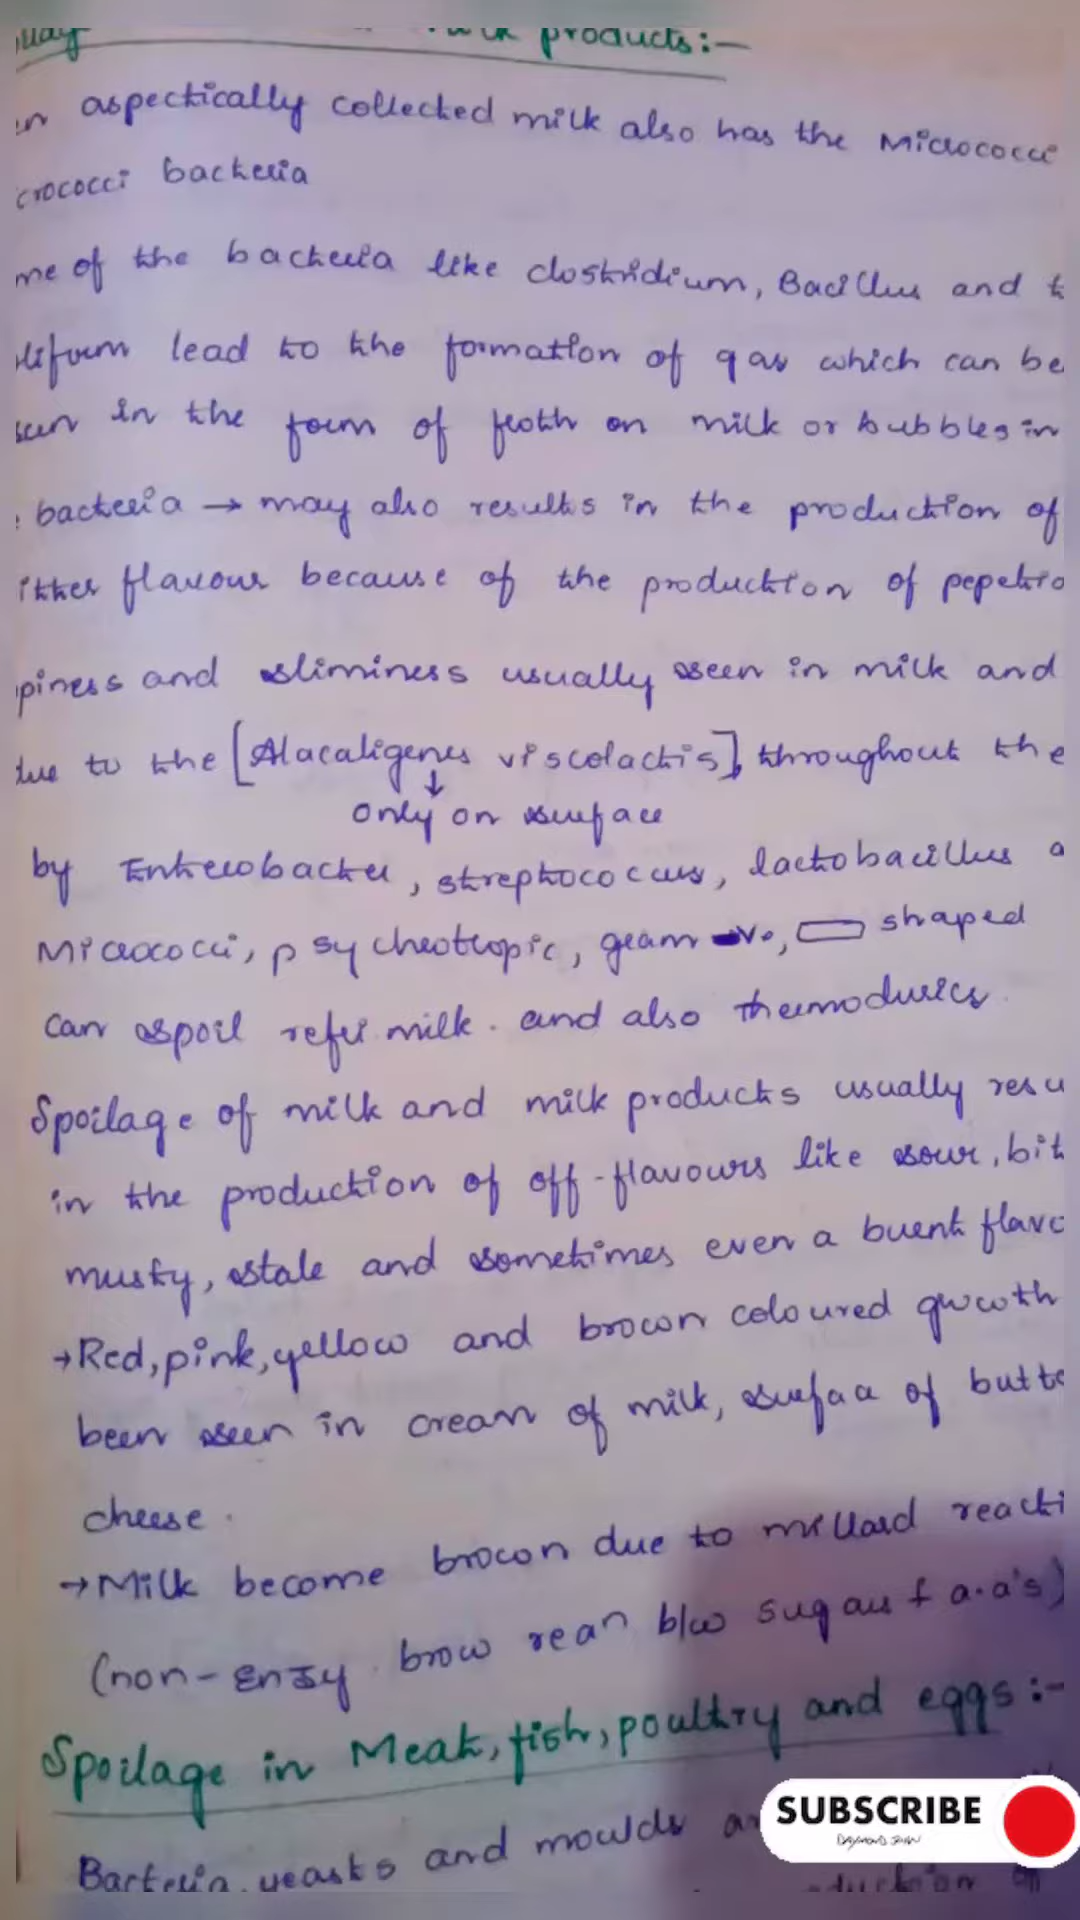 milk products:-
aspectically collected milk also has the Micrococci
crococci bacteria
me of the bacteria like clostridium, Bacillus and t
liform lead to the formation of gas which can be
seen in the form of froth on milk or bubbles in
bacteria → may also results in the production of
itter flavour because of the production of peptio
piness and sliminess usually seen in milk and
due to the [Alacaligenes viscolactis] throughout the
↓
only on surface
by Enterobacter, streptococcus, lactobacillus a
Micrococci, psychrotropic, gram -ve, shaped
can spoil refri.milk. and also thermodurics.
Spoilage of milk and milk products usually resu
in the production of off-flavours like sour, bit
musty, stale and sometimes even a burnt flavo
→ Red, pink, yellow and brown coloured growth
been seen in cream of milk, surface of butte
cheese.
→ Milk become brown due to millard reacti
(non-enzy. brow rean b/w sugars & a.a's)
Spoilage in Meat, fish, poultry and eggs:-
Bacteria, yeasts and moulds
SUBSCRIBE